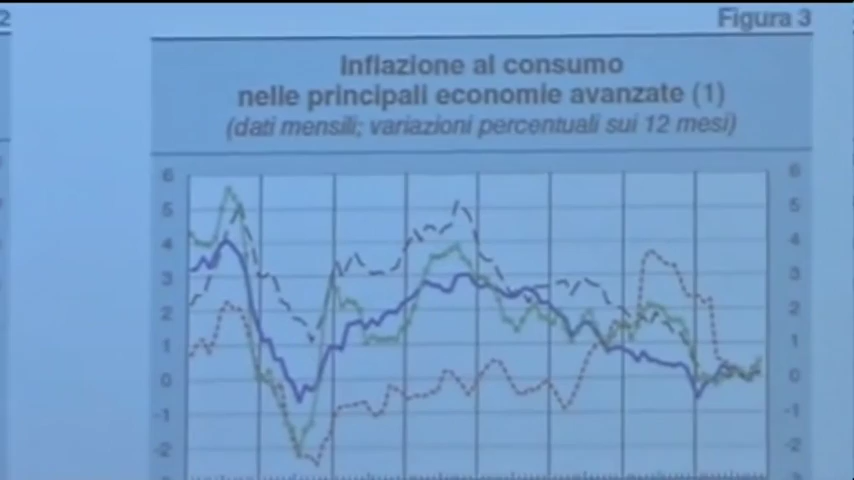 2
Figura 3
Inflazione al consumo
nelle principali economie avanzate (1)
(dati mensili; variazioni percentuali sui 12 mesi)
6 6
5 5
4 4
3 3
2 2
1 1
0 0
-1 -1
-2 -2